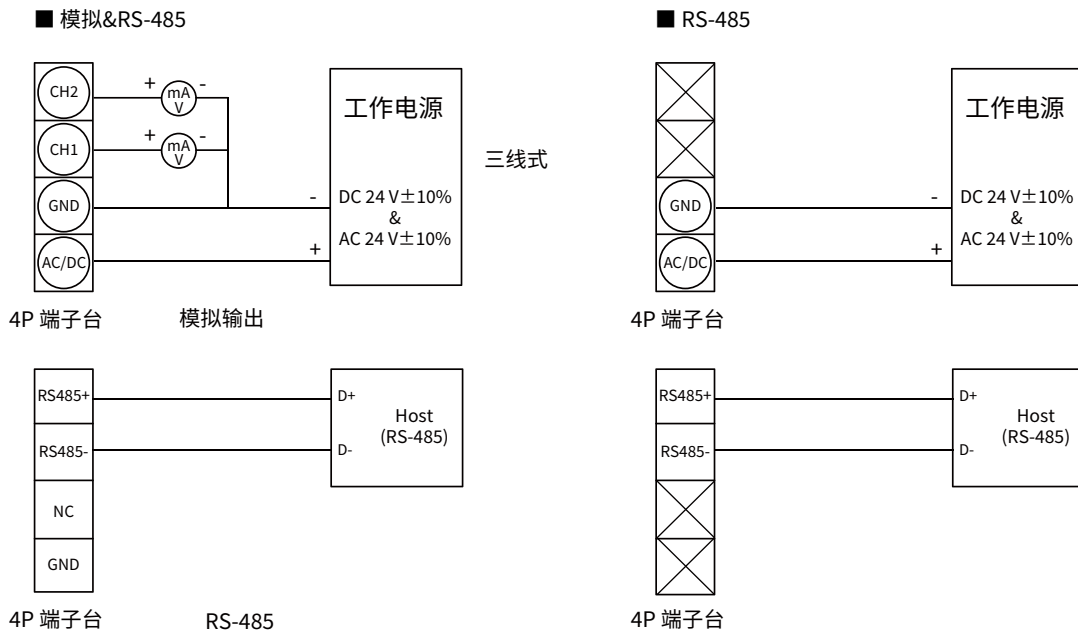 ■ 模拟&RS-485
CH2
+
mA
V
-
CH1
+
mA
V
-
GND
AC/DC
-
+
工作电源
DC 24 V±10%
&
AC 24 V±10%
三线式
4P 端子台
模拟输出
RS485+
RS485-
NC
GND
D+
D-
Host
(RS-485)
4P 端子台
RS-485
■ RS-485
GND
AC/DC
-
+
工作电源
DC 24 V±10%
&
AC 24 V±10%
4P 端子台
RS485+
RS485-
D+
D-
Host
(RS-485)
4P 端子台